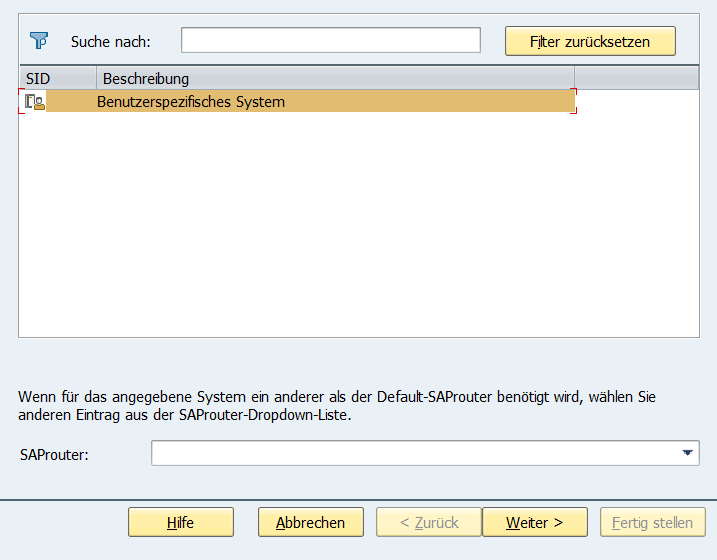 Suche nach:
Filter zurücksetzen
SID
Beschreibung
Benutzerspezifisches System
Wenn für das angegebene System ein anderer als der Default-SAProuter benötigt wird, wählen Sie
anderen Eintrag aus der SAProuter-Dropdown-Liste.
SAProuter:
Hilfe
Abbrechen
< Zurück
Weiter >
Fertig stellen